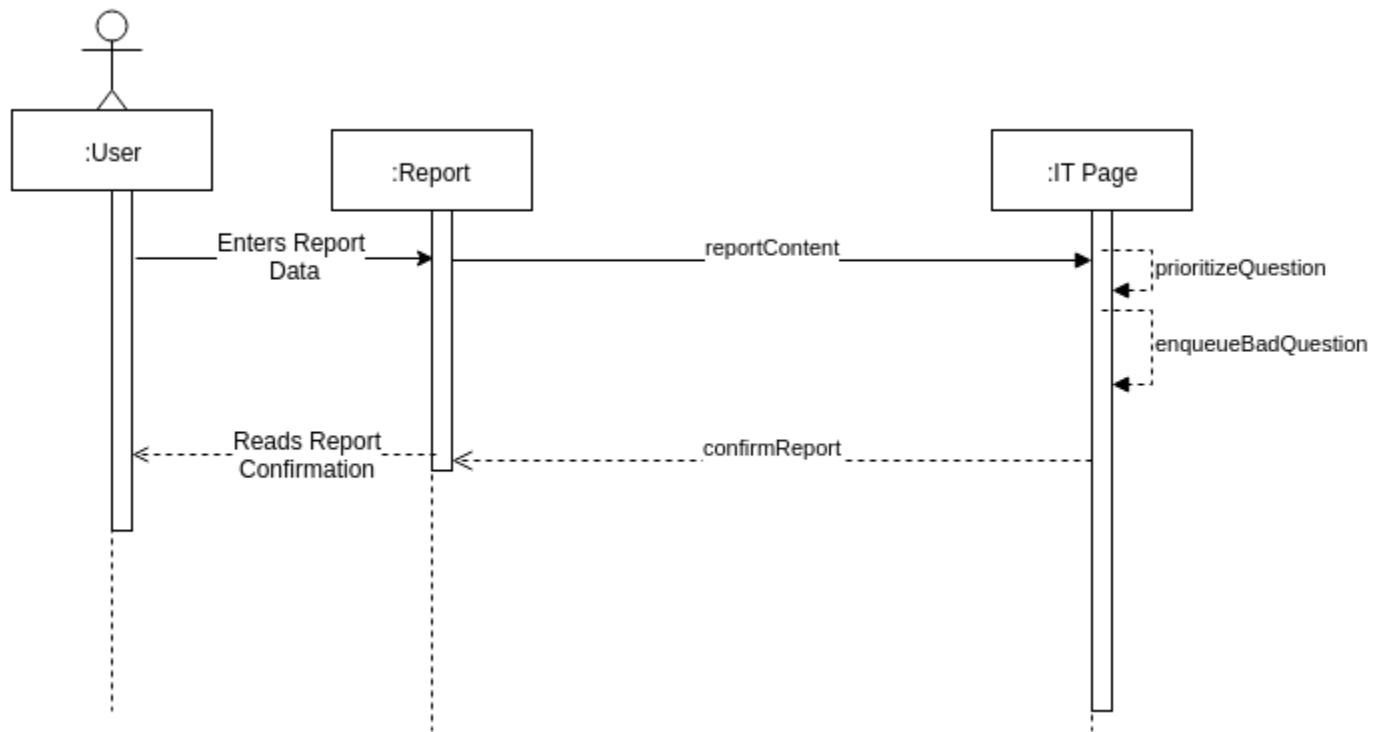 :User
:Report
:IT Page
Enters Report
Data
reportContent
prioritizeQuestion
enqueueBadQuestion
Reads Report
Confirmation
confirmReport